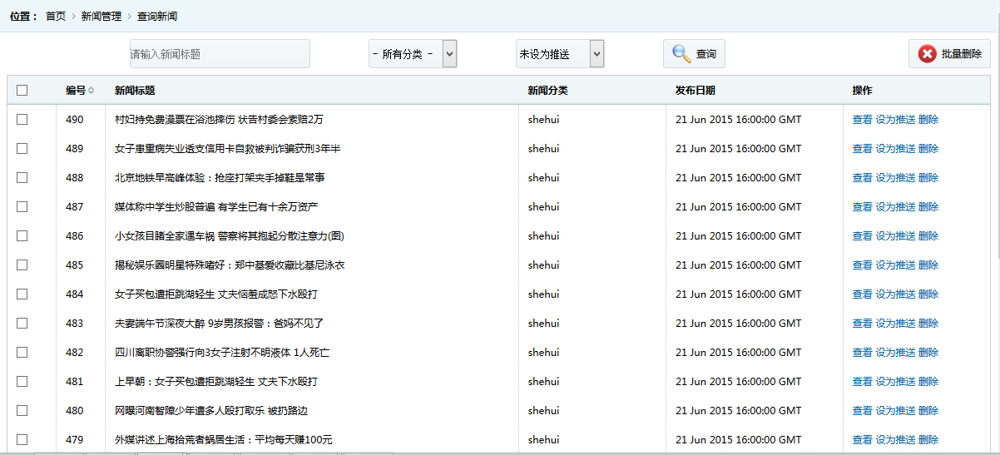 位置： 首页 › 新闻管理 › 查询新闻
请输入新闻标题 - 所有分类 - 未设为推送 查询 批量删除
编号 新闻标题 新闻分类 发布日期 操作
490 村妇持免费澡票在浴池摔伤 状告村委会索赔2万 shehui 21 Jun 2015 16:00:00 GMT 查看 设为推送 删除
489 女子患重病失业透支信用卡自救被判诈骗获刑3年半 shehui 21 Jun 2015 16:00:00 GMT 查看 设为推送 删除
488 北京地铁早高峰体验：抢座打架夹手掉鞋是常事 shehui 21 Jun 2015 16:00:00 GMT 查看 设为推送 删除
487 媒体称中学生炒股普遍 有学生已有十余万资产 shehui 21 Jun 2015 16:00:00 GMT 查看 设为推送 删除
486 小女孩目睹全家遇车祸 警察将其抱起分散注意力(图) shehui 21 Jun 2015 16:00:00 GMT 查看 设为推送 删除
485 揭秘娱乐圈明星特殊嗜好：郑中基爱收藏比基尼泳衣 shehui 21 Jun 2015 16:00:00 GMT 查看 设为推送 删除
484 女子买包遭拒跳湖轻生 丈夫恼羞成怒下水殴打 shehui 21 Jun 2015 16:00:00 GMT 查看 设为推送 删除
483 夫妻端午节深夜大醉 9岁男孩报警：爸妈不见了 shehui 21 Jun 2015 16:00:00 GMT 查看 设为推送 删除
482 四川离职协警强行向3女子注射不明液体 1人死亡 shehui 21 Jun 2015 16:00:00 GMT 查看 设为推送 删除
481 上早朝：女子买包遭拒跳湖轻生 丈夫下水殴打 shehui 21 Jun 2015 16:00:00 GMT 查看 设为推送 删除
480 网曝河南智障少年遭多人殴打取乐 被扔路边 shehui 21 Jun 2015 16:00:00 GMT 查看 设为推送 删除
479 外媒讲述上海拾荒者蜗居生活：平均每天赚100元 shehui 21 Jun 2015 16:00:00 GMT 查看 设为推送 删除